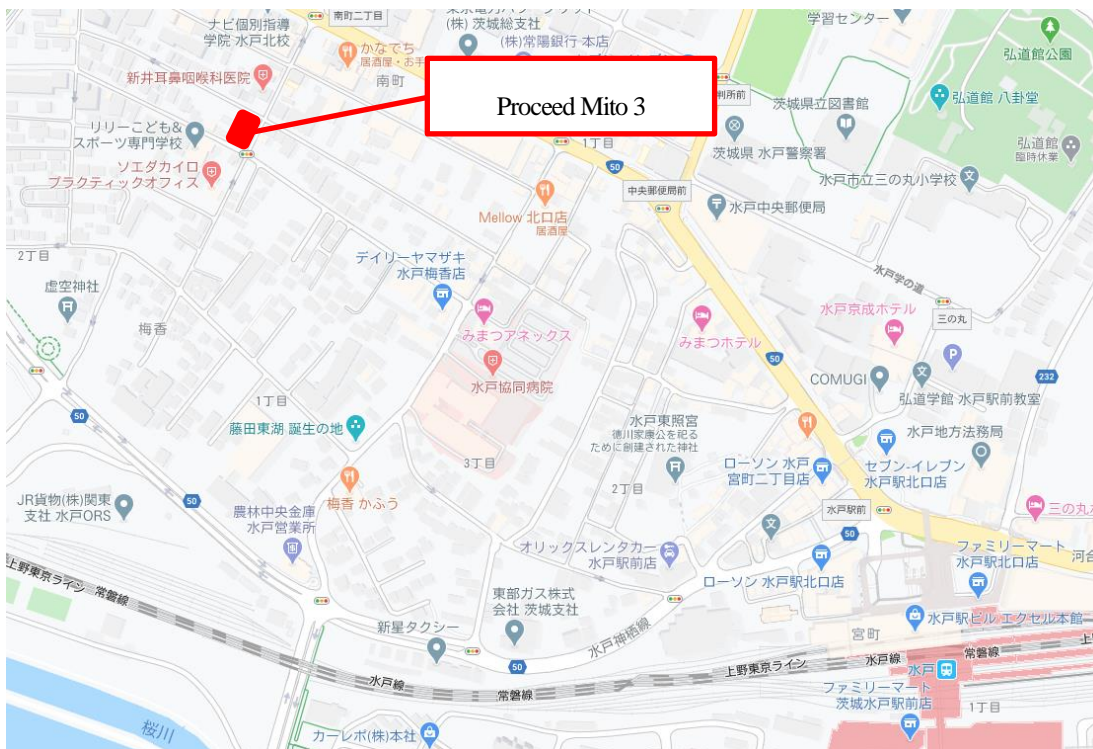 ナビ個別指導
学院 水戸北校
南町二丁目
(株) 茨城総支社
(株)常陽銀行 本店
学習センター
弘道館公園
かなでち
居酒屋・お手
新井耳鼻咽喉科医院
南町
Proceed Mito 3
判所前
茨城県立図書館
弘道館 八卦堂
リリーこども&
スポーツ専門学校
1丁目
50
茨城県 水戸警察署
弘道館
臨時休業
ソエダカイロ
プラクティックオフィス
中央郵便局前
水戸市立三の丸小学校
Mellow 北口店
居酒屋
水戸中央郵便局
2丁目
デイリーヤマザキ
水戸梅香店
水戸学の道
虚空神社
水戸京成ホテル
三の丸
梅香
みまつアネックス
みまつホテル
P
50
水戸協同病院
COMUGI
232
弘道学館 水戸駅前教室
1丁目
50
藤田東湖 誕生の地
水戸東照宮
徳川家康公を祀る
ために創建された神社
水戸地方法務局
3丁目
ローソン 水戸
宮町二丁目店
セブン-イレブン
水戸駅北口店
2丁目
JR貨物(株)関東
支社 水戸ORS
50
梅香 かふう
農林中央金庫
水戸営業所
水戸駅前
三の丸
50
オリックスレンタカー
水戸駅前店
ファミリーマート
水戸駅北口店
河合
上野東京ライン
常磐線
ローソン 水戸駅北口店
東部ガス株式
会社 茨城支社
新星タクシー
水戸神栖線
宮町
水戸駅ビル エクセル本館
50
上野東京ライン
水戸線
常磐線
水戸
水戸線
常磐線
ファミリーマート
茨城水戸駅前店
1丁目
桜川
カーレポ(株)本社